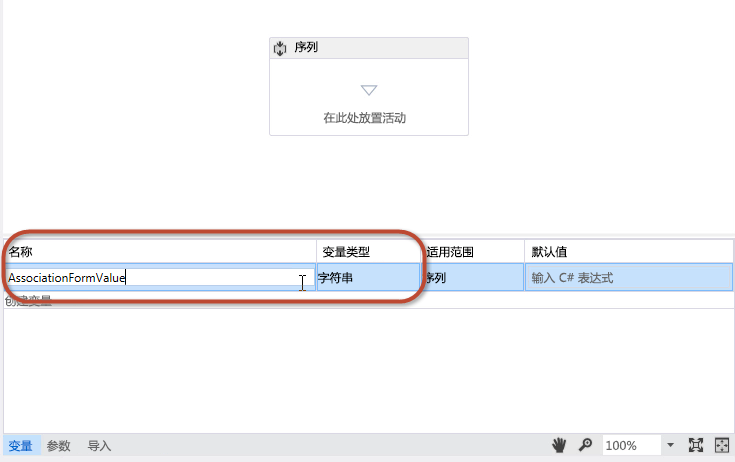 序列
在此处放置活动
名称 变量类型 适用范围 默认值
AssociationFormValue 字符串 序列 输入 C# 表达式
创建变量
变量 参数 导入 100%